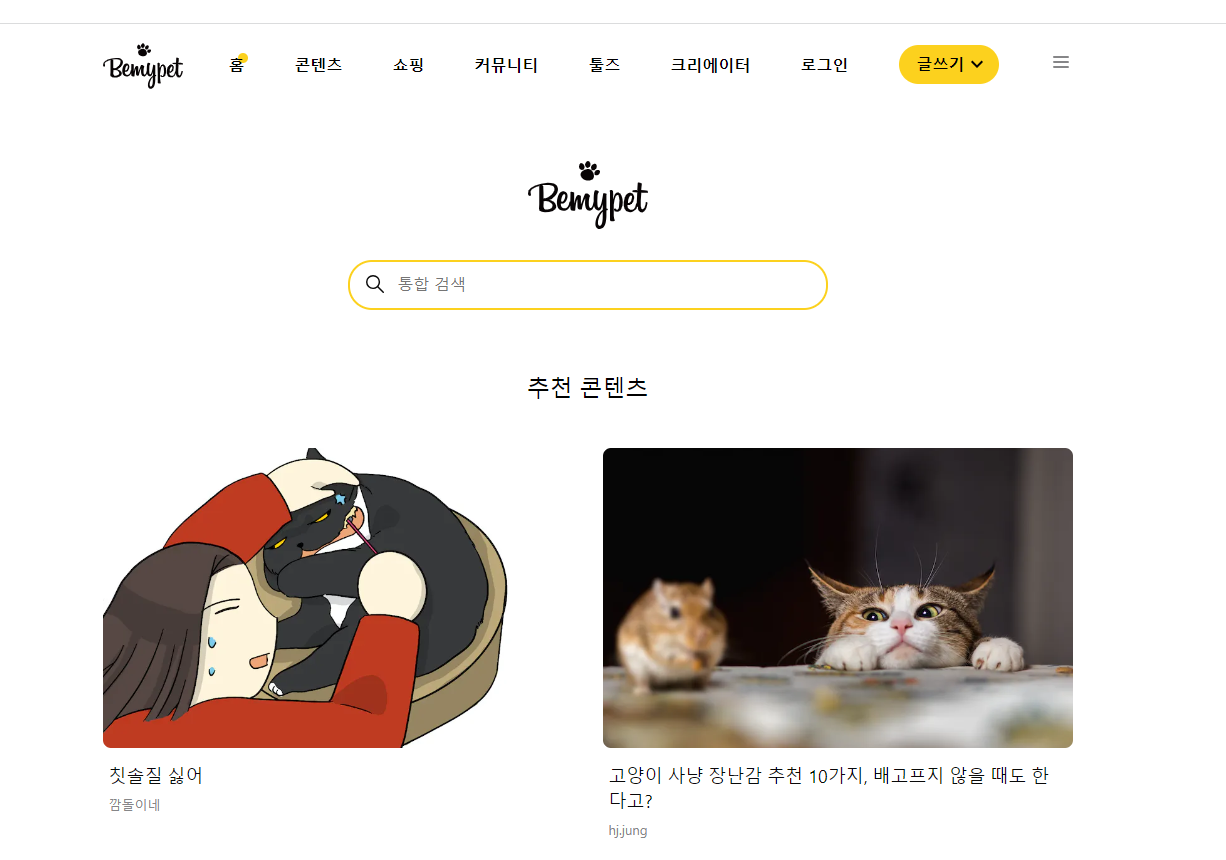 Bemypet
홈 콘텐츠 쇼핑 커뮤니티 툴즈 크리에이터 로그인 글쓰기
Bemypet
통합 검색
추천 콘텐츠
칫솔질 싫어
깜돌이네
고양이 사냥 장난감 추천 10가지, 배고프지 않을 때도 한
다고?
hj.jung